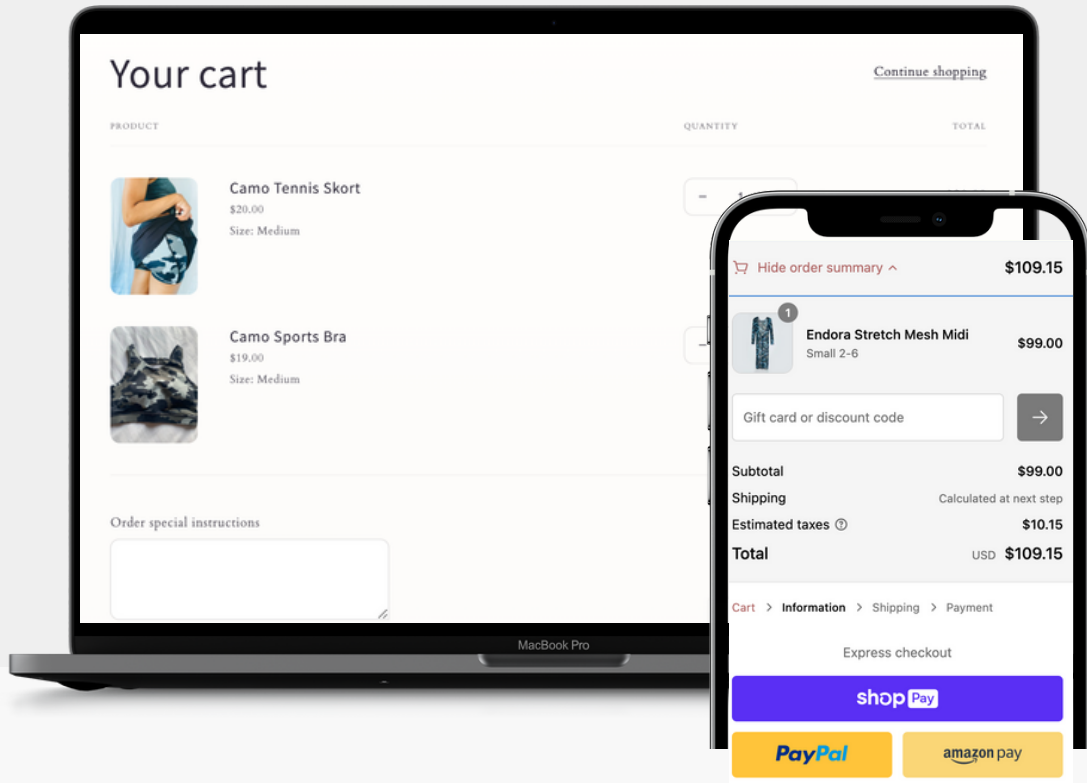 Your cart
Continue shopping
PRODUCT QUANTITY TOTAL
Camo Tennis Skort
$20.00
Size: Medium
− 1
Camo Sports Bra
$19.00
Size: Medium
−
Order special instructions
MacBook Pro
Hide order summary $109.15
1
Endora Stretch Mesh Midi
Small 2-6
$99.00
Gift card or discount code
Subtotal $99.00
Shipping Calculated at next step
Estimated taxes ? $10.15
Total USD $109.15
Cart > Information > Shipping > Payment
Express checkout
shop Pay
PayPal
amazon pay